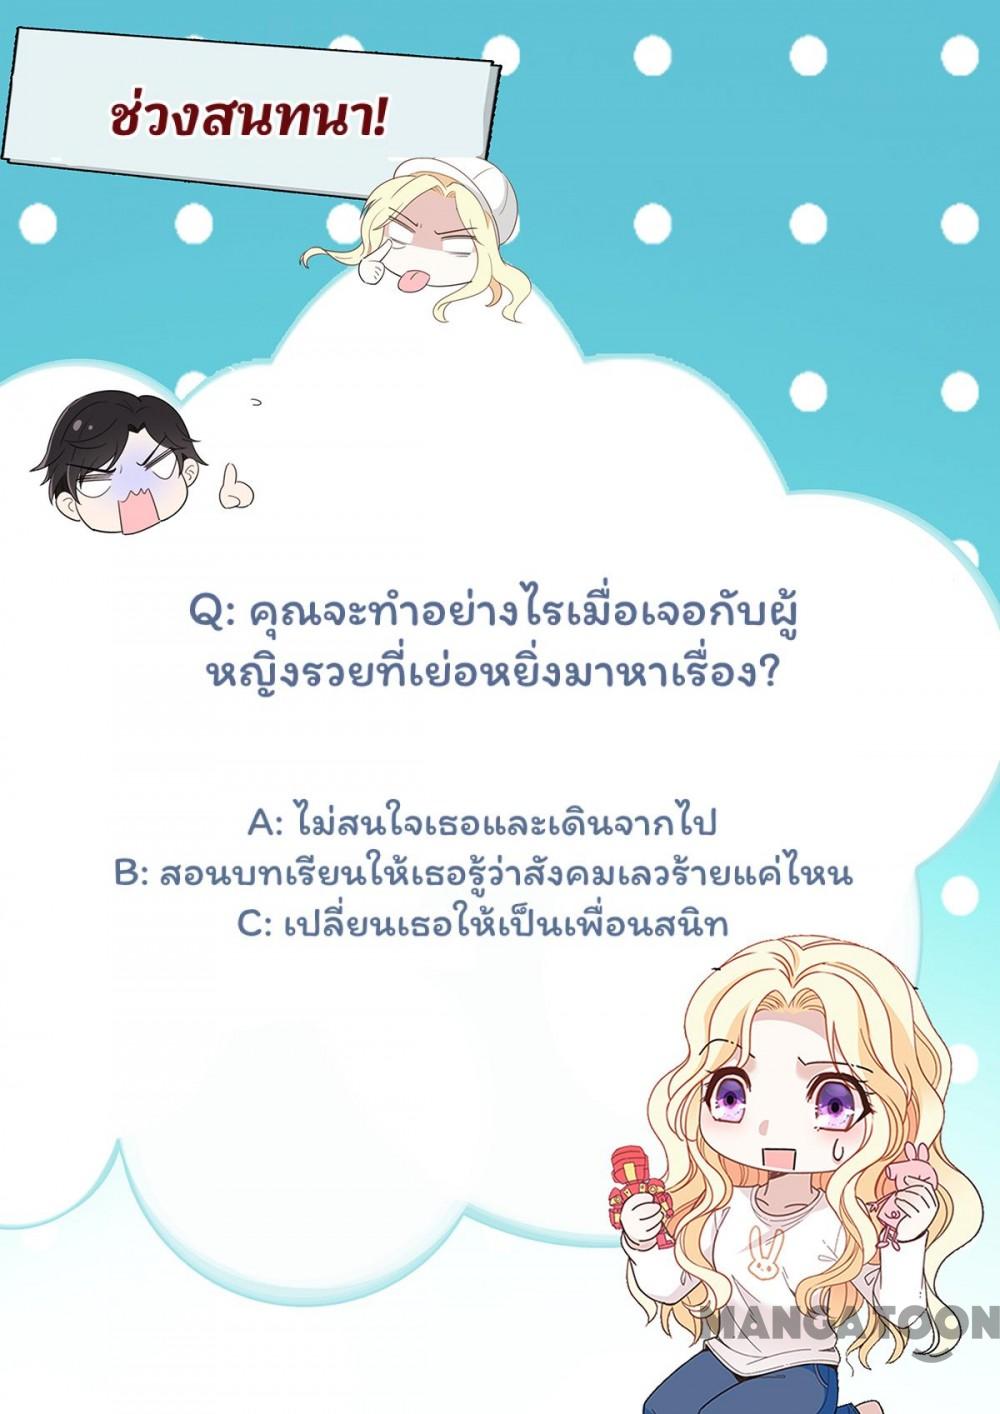 ช่วงสนทนา!
Q: คุณจะทำอย่างไรเมื่อเจอกับผู้
หญิงรวยที่เย่อหยิ่งมาหาเรื่อง?
A: ไม่สนใจเธอและเดินจากไป
B: สอนบทเรียนให้เธอรู้ว่าสังคมเลวร้ายแค่ไหน
C: เปลี่ยนเธอให้เป็นเพื่อนสนิท
MANGATOON